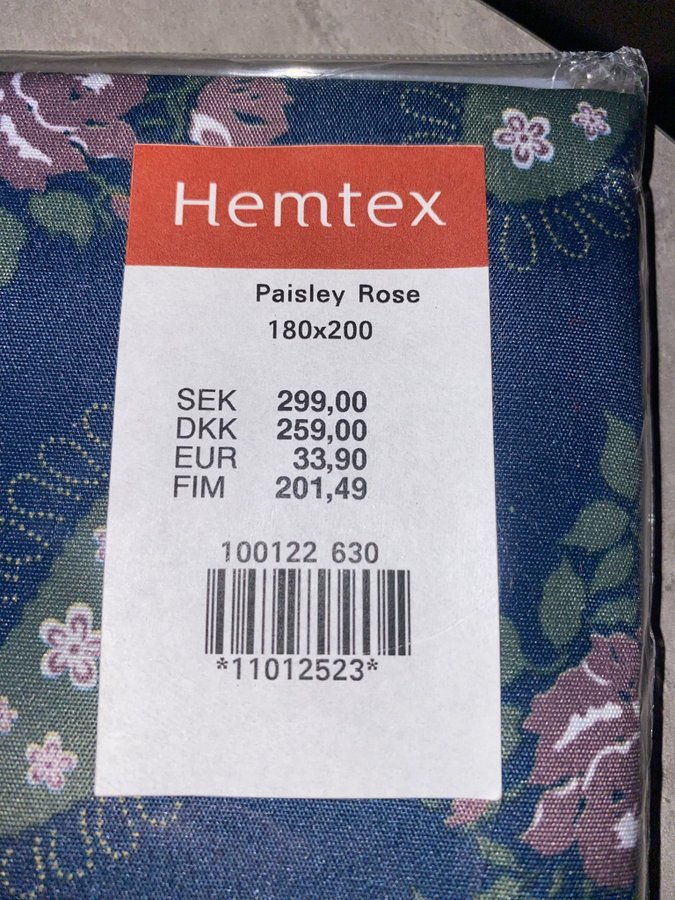 Hemtex
Paisley Rose
180x200
SEK 299,00
DKK 259,00
EUR 33,90
FIM 201,49
100122 630
*11012523*